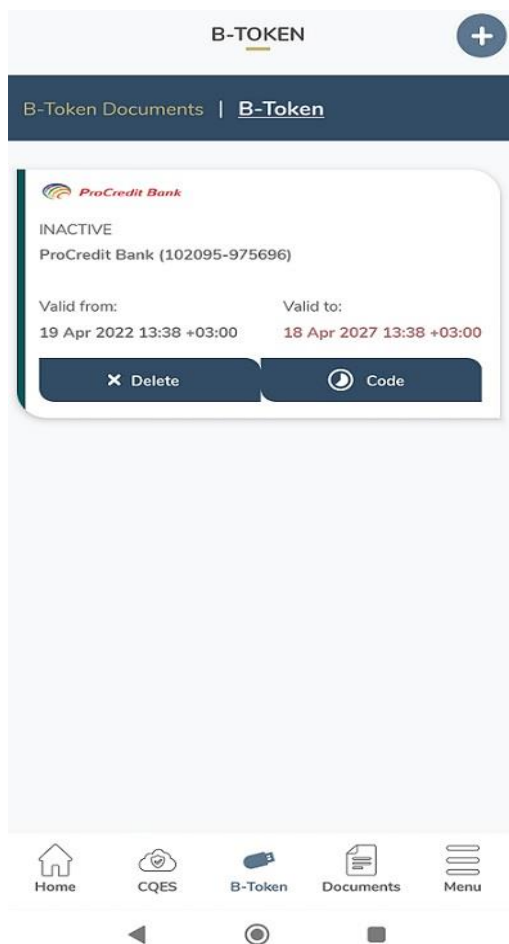 B-TOKEN
B-Token Documents | B-Token
ProCredit Bank
INACTIVE
ProCredit Bank (102095-975696)
Valid from: Valid to:
19 Apr 2022 13:38 +03:00 18 Apr 2027 13:38 +03:00
Delete Code
Home CQES B-Token Documents Menu